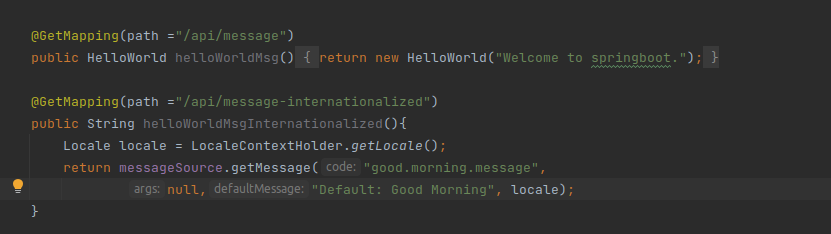 @GetMapping(path ="/api/message")
public HelloWorld helloWorldMsg() { return new HelloWorld("Welcome to springboot."); }
@GetMapping(path ="/api/message-internationalized")
public String helloWorldMsgInternationalized(){
Locale locale = LocaleContextHolder.getLocale();
return messageSource.getMessage( code: "good.morning.message",
args: null, defaultMessage: "Default: Good Morning", locale);
}